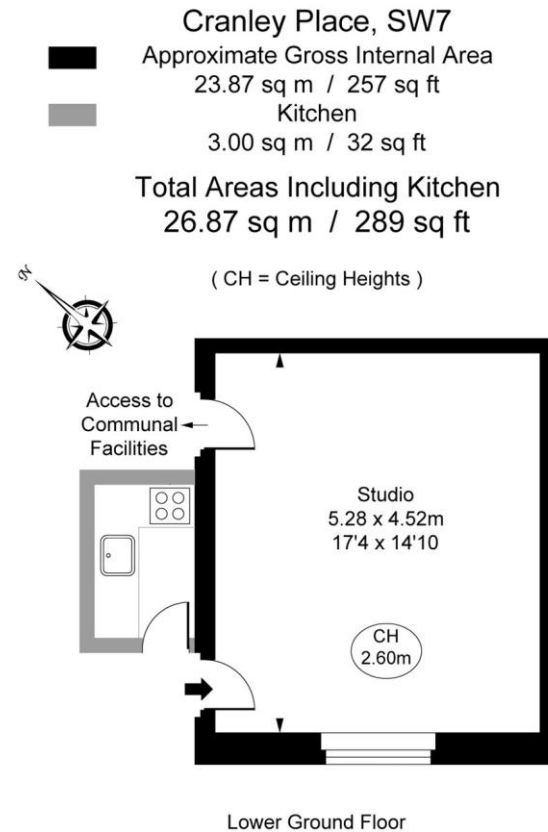 Cranley Place, SW7
Approximate Gross Internal Area
23.87 sq m / 257 sq ft
Kitchen
3.00 sq m / 32 sq ft
Total Areas Including Kitchen
26.87 sq m / 289 sq ft
( CH = Ceiling Heights )
N
Access to
Communal
Facilities
Studio
5.28 x 4.52m
17'4 x 14'10
CH
2.60m
Lower Ground Floor